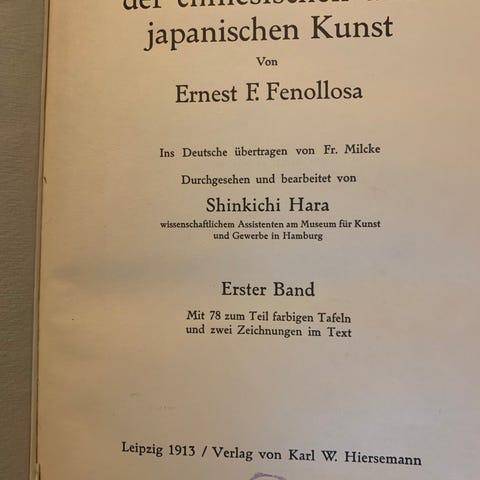 der chinesischen
japanischen Kunst
Von
Ernest F. Fenollosa
Ins Deutsche übertragen von Fr. Milcke
Durchgesehen und bearbeitet von
Shinkichi Hara
wissenschaftlichem Assistenten am Museum für Kunst
und Gewerbe in Hamburg
Erster Band
Mit 78 zum Teil farbigen Tafeln
und zwei Zeichnungen im Text
Leipzig 1913 / Verlag von Karl W. Hiersemann